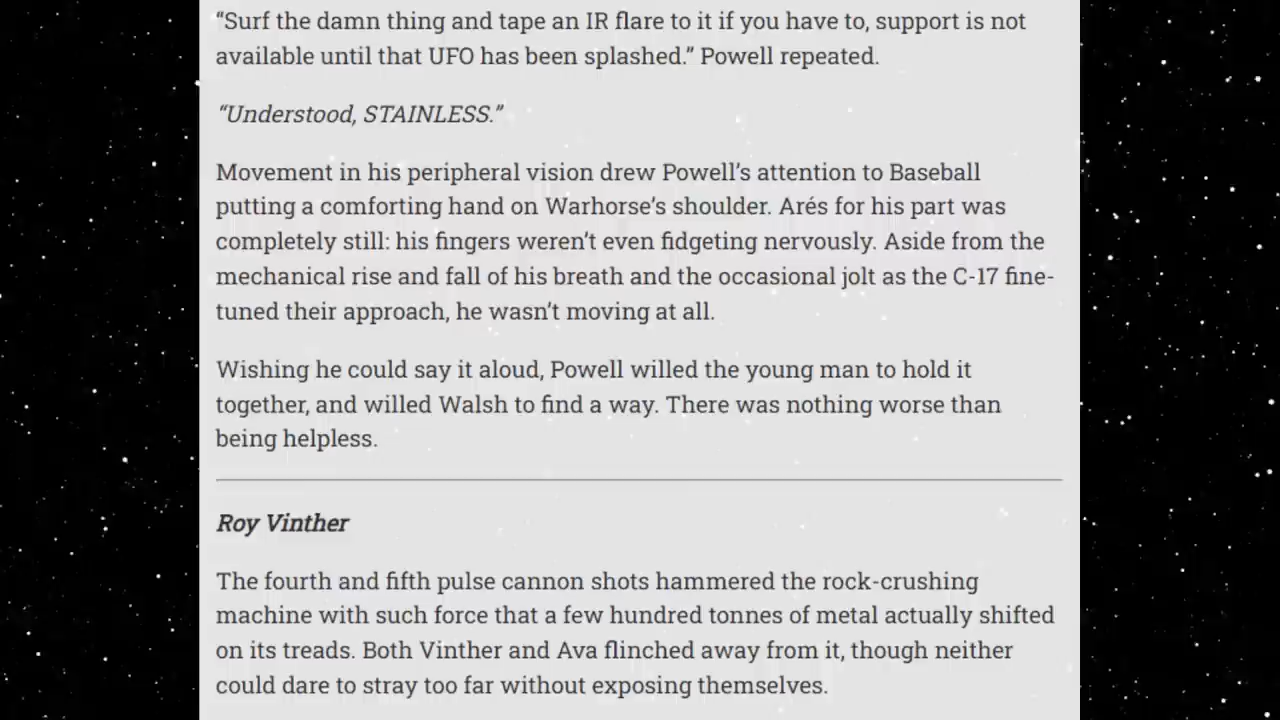 “Surf the damn thing and tape an IR flare to it if you have to, support is not
available until that UFO has been splashed.” Powell repeated.
“Understood, STAINLESS.”
Movement in his peripheral vision drew Powell’s attention to Baseball
putting a comforting hand on Warhorse’s shoulder. Arés for his part was
completely still: his fingers weren’t even fidgeting nervously. Aside from the
mechanical rise and fall of his breath and the occasional jolt as the C-17 fine-
tuned their approach, he wasn’t moving at all.
Wishing he could say it aloud, Powell willed the young man to hold it
together, and willed Walsh to find a way. There was nothing worse than
being helpless.
Roy Vinther
The fourth and fifth pulse cannon shots hammered the rock-crushing
machine with such force that a few hundred tonnes of metal actually shifted
on its treads. Both Vinther and Ava flinched away from it, though neither
could dare to stray too far without exposing themselves.